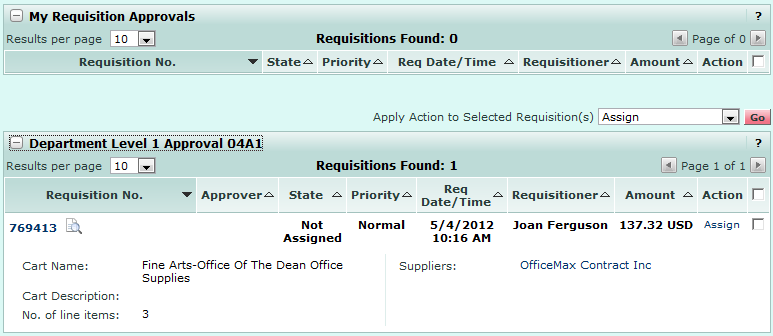 My Requisition Approvals ?
Results per page 10 Requisitions Found: 0 Page of 0
Requisition No. State Priority Req Date/Time Requisitioner Amount Action
Apply Action to Selected Requisition(s) Assign Go
Department Level 1 Approval 04A1 ?
Results per page 10 Requisitions Found: 1 Page 1 of 1
Requisition No. Approver State Priority Req Date/Time Requisitioner Amount Action
769413 Not Assigned Normal 5/4/2012 10:16 AM Joan Ferguson 137.32 USD Assign
Cart Name: Fine Arts-Office Of The Dean Office Supplies Suppliers: OfficeMax Contract Inc
Cart Description:
No. of line items: 3